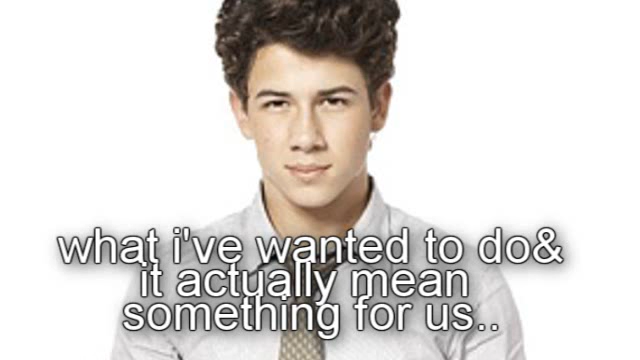 what i've wanted to do&
it actually mean
something for us..